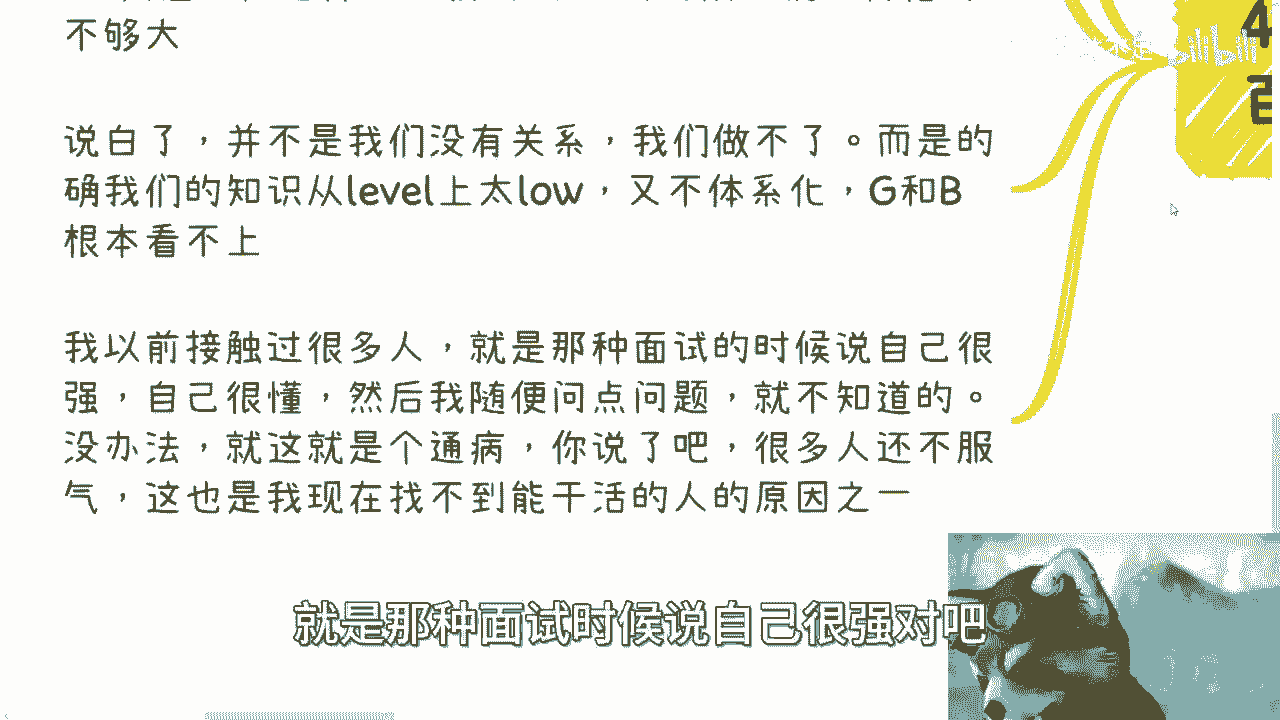 不够大
说白了，并不是我们没有关系，我们做不了。而是的
确我们的知识从level上太low，又不体系化，G和B
根本看不上
我以前接触过很多人，就是那种面试的时候说自己很
强，自己很懂，然后我随便问点问题，就不知道的。
没办法，就这就是个通病，你说了吧，很多人还不服
气，这也是我现在找不到能干活的人的原因之一
就是那种面试时候说自己很强对吧
bilibili
4